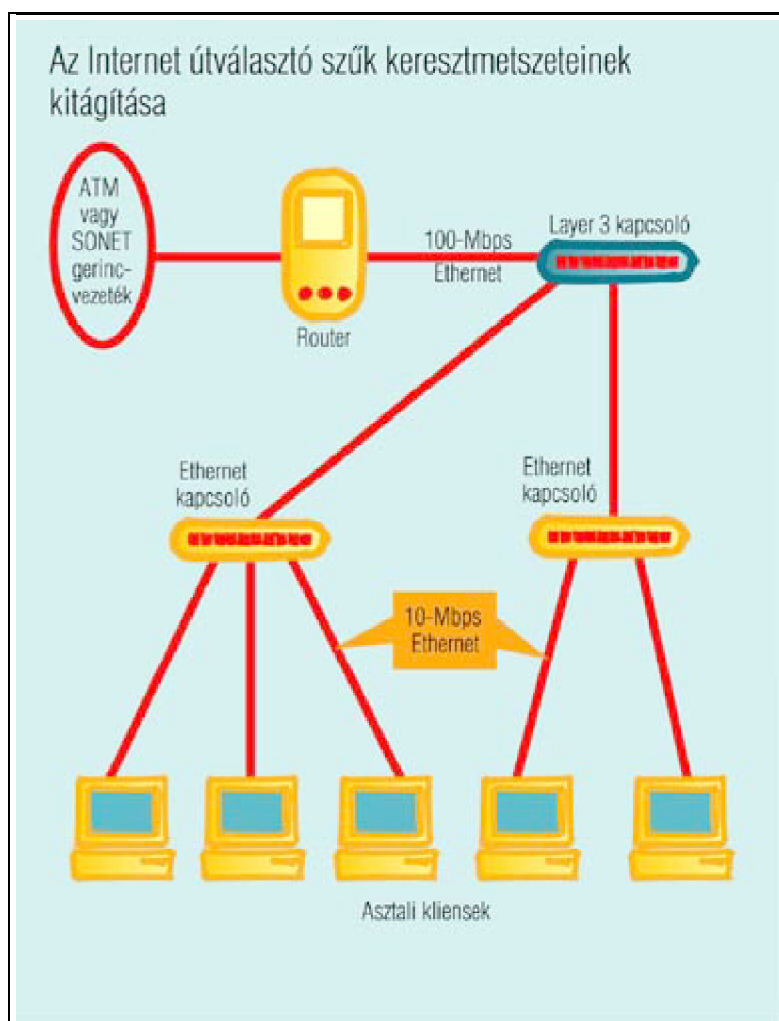 Az Internet útválasztó szűk keresztmetszeteinek
kitágítása
ATM
vagy
SONET
gerinc-
vezeték
Router
100-Mbps
Ethernet
Layer 3 kapcsoló
Ethernet
kapcsoló
Ethernet
kapcsoló
10-Mbps
Ethernet
Asztali kliensek